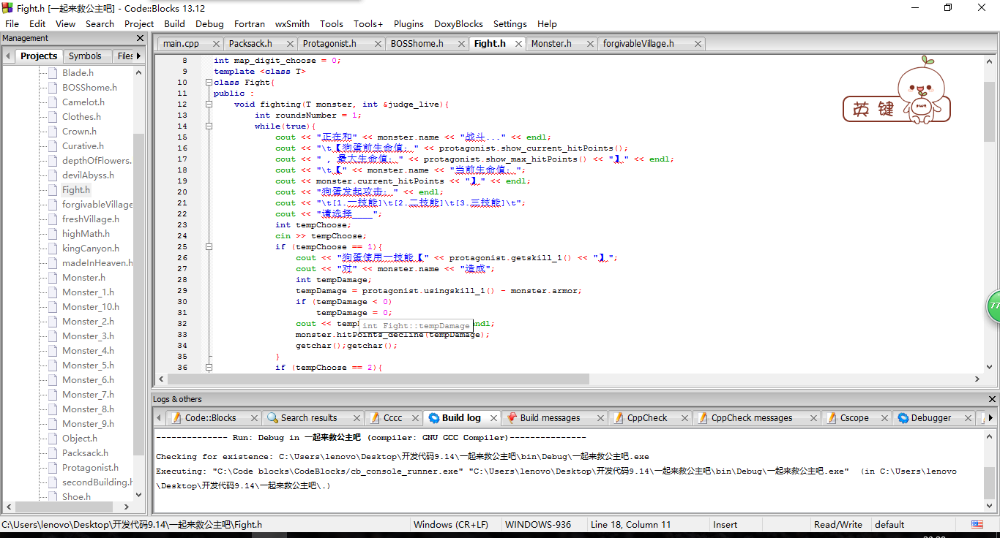 Fight.h [一起来救公主吧] - Code::Blocks 13.12
File Edit View Search Project Build Debug Fortran wxSmith Tools Tools+ Plugins DoxyBlocks Settings Help
Management
Projects Symbols Files
Blade.h
BOSShome.h
Camelot.h
Clothes.h
Crown.h
Curative.h
depthOfFlowers.
devilAbyss.h
Fight.h
forgivableVillage
freshVillage.h
highMath.h
kingCanyon.h
madeInHeaven.h
Monster.h
Monster_1.h
Monster_10.h
Monster_2.h
Monster_3.h
Monster_4.h
Monster_5.h
Monster_6.h
Monster_7.h
Monster_8.h
Monster_9.h
Object.h
Packsack.h
Protagonist.h
secondBuilding.h
Shoe.h
main.cpp Packsack.h Protagonist.h BOSShome.h Fight.h Monster.h forgivableVillage.h
8 int map_digit_choose = 0;
9 template <class T>
10 class Fight{
11 public :
12 void fighting(T monster, int &judge_live){
13 int roundsNumber = 1;
14 while(true){
15 cout << "正在和" << monster.name << "战斗..." << endl;
16 cout << "\t【狗蛋前生命值：" << protagonist.show_current_hitPoints();
17 cout << " , 最大生命值：" << protagonist.show_max_hitPoints() << "】" << endl;
18 cout << "\t【" << monster.name << "当前生命值：";
19 cout << monster.current_hitPoints << "】" << endl;
20 cout << "狗蛋发起攻击：" << endl;
21 cout << "\t[1.一技能]\t[2.二技能]\t[3.三技能]\t";
22 cout << "请选择____";
23 int tempChoose;
24 cin >> tempChoose;
25 if (tempChoose == 1){
26 cout << "狗蛋使用一技能【" << protagonist.getskill_1() << "】";
27 cout << "对" << monster.name << "造成";
28 int tempDamage;
29 tempDamage = protagonist.usingskill_1() - monster.armor;
30 if (tempDamage < 0)
31 tempDamage = 0;
32 cout << temp int Fight::tempDamage endl;
33 monster.hitPoints_decline(tempDamage);
34 getchar();getchar();
35 }
36 if (tempChoose == 2){
英 键
77
Logs & others
Code::Blocks Search results Cccc Build log Build messages CppCheck CppCheck messages Cscope Debugger
-------------- Run: Debug in 一起来救公主吧 (compiler: GNU GCC Compiler)---------------
Checking for existence: C:\Users\lenovo\Desktop\开发代码9.14\一起来救公主吧\bin\Debug\一起来救公主吧.exe
Executing: "C:\Code blocks\CodeBlocks/cb_console_runner.exe" "C:\Users\lenovo\Desktop\开发代码9.14\一起来救公主吧\bin\Debug\一起来救公主吧.exe" (in C:\Users\lenovo
\Desktop\开发代码9.14\一起来救公主吧\.)
C:\Users\lenovo\Desktop\开发代码9.14\一起来救公主吧\Fight.h Windows (CR+LF) WINDOWS-936 Line 18, Column 11 Insert Read/Write default